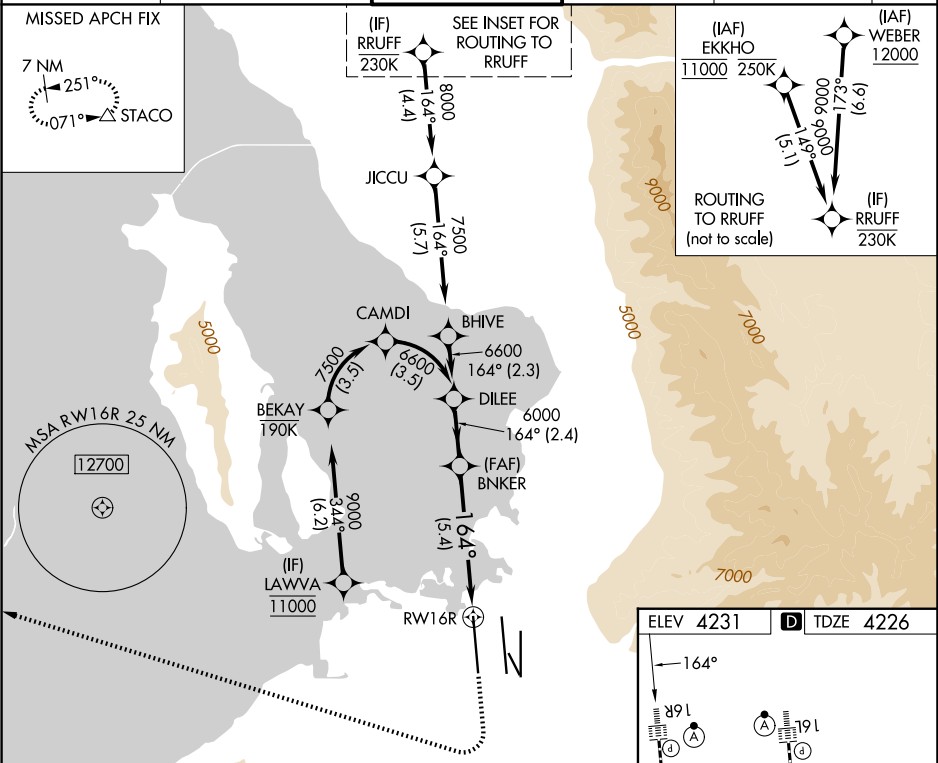 MISSED APCH FIX
7 NM
251°
071°
STACO
(IF)
RRUFF
230K
SEE INSET FOR
ROUTING TO
RRUFF
8000
164°
(4.4)
JICCU
7500
164°
(5.7)
(IAF)
EKKHO
11000 250K
(IAF)
WEBER
12000
9000
149°
(5.1)
9000
173°
(9.9)
ROUTING
TO RRUFF
(not to scale)
(IF)
RRUFF
230K
9000
5000
7000
5000
7000
CAMDI
BHIVE
7500
(3.5)
6600
(3.5)
6600
164° (2.3)
BEKAY
190K
DILEE
6000
164° (2.4)
(FAF)
BNKER
MSA RW16R 25 NM
12700
9000
344°
(6.2)
164°
(5.4)
(IF)
LAWVA
11000
RW16R
ELEV 4231
D
TDZE 4226
164°
16R
A
P
A
16L
P